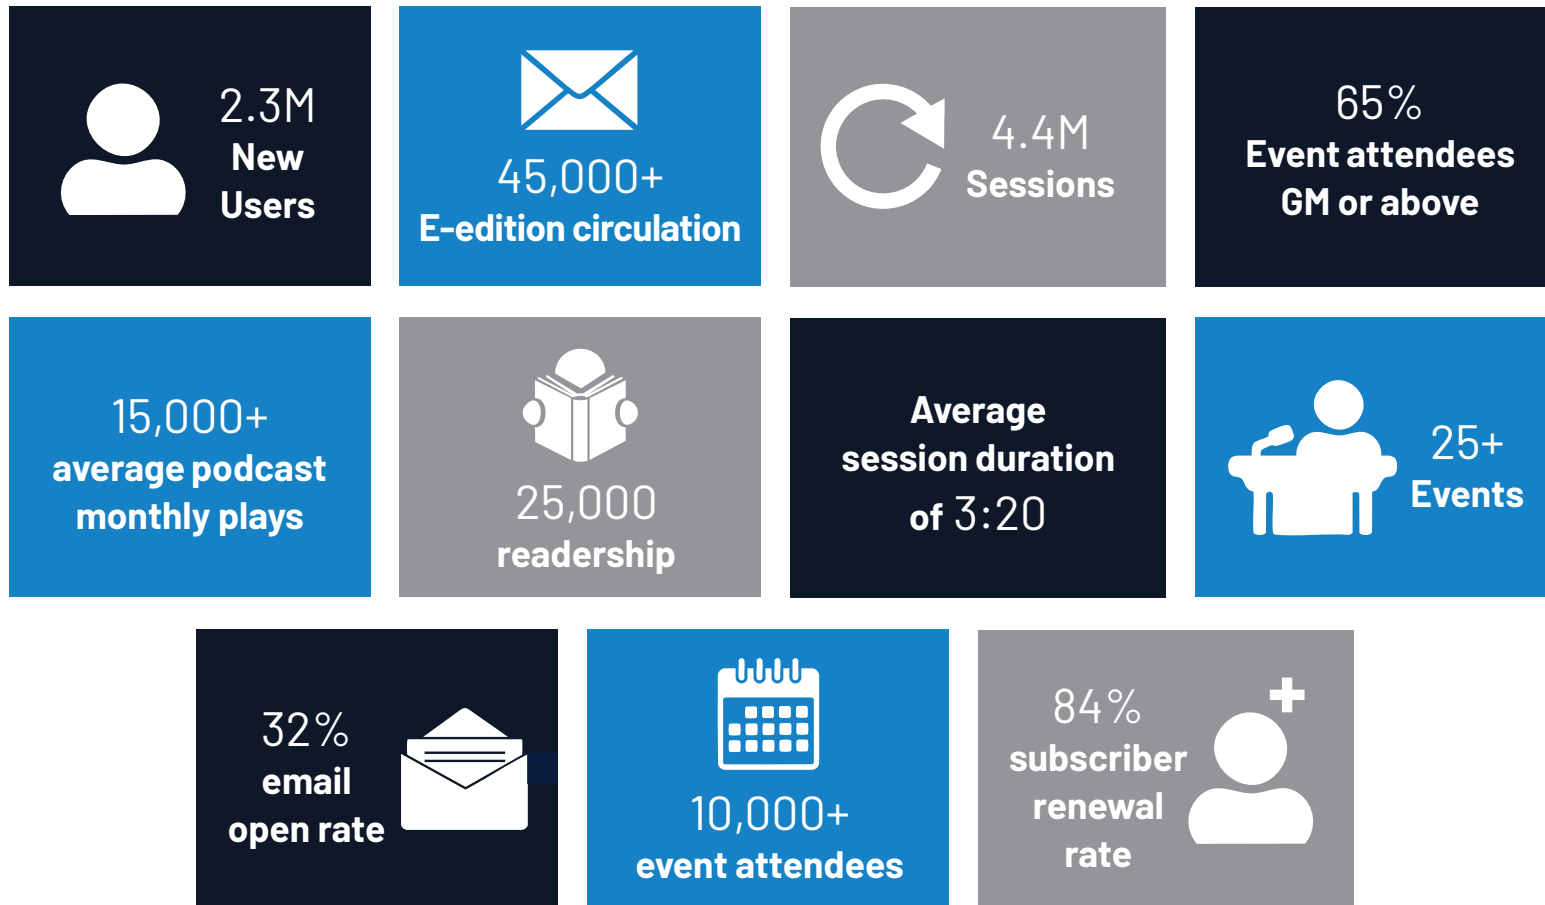 2.3M
New
Users
45,000+
E-edition circulation
4.4M
Sessions
65%
Event attendees
GM or above
15,000+
average podcast
monthly plays
25,000
readership
Average
session duration
of 3:20
25+
Events
32%
email
open rate
10,000+
event attendees
84%
subscriber
renewal
rate